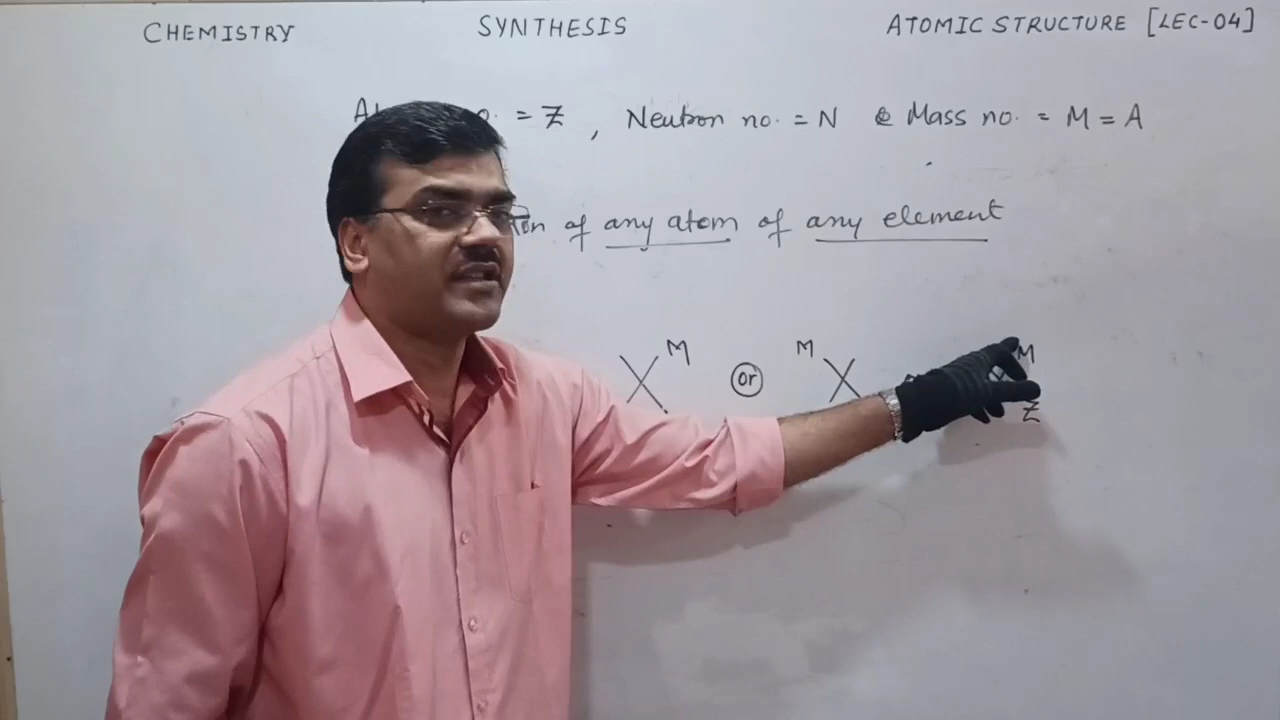 CHEMISTRY SYNTHESIS ATOMIC STRUCTURE [LEC-04]
= Z , Neutron no. = N & Mass no. = M = A
of any atom of any element
X M or M X M
Z